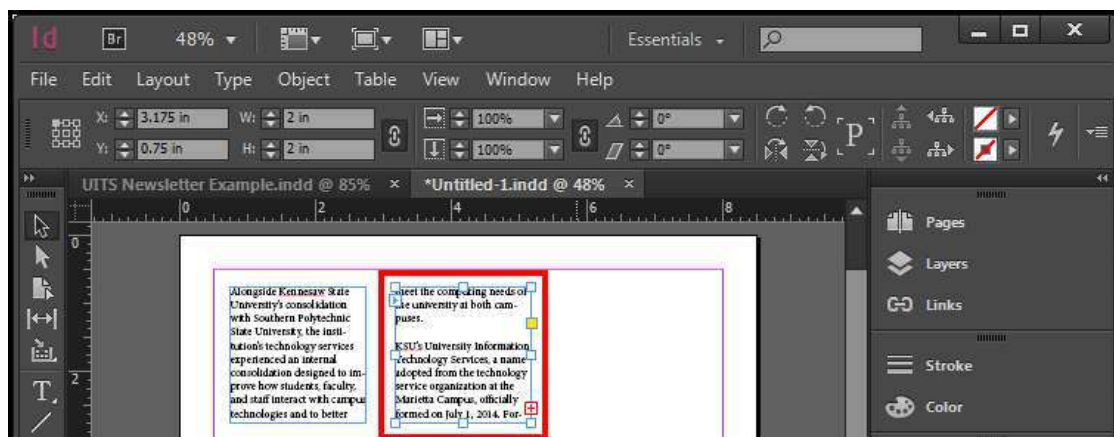 Id Br 48% Essentials
File Edit Layout Type Object Table View Window Help
X: 3.175 in W: 2 in 100% 0° P
Y: 0.75 in H: 2 in 100% 0°
UITS Newsletter Example.indd @ 85% × *Untitled-1.indd @ 48% ×
0 2 4 6 8
0
2
T
Alongside Kennesaw State
University's consolidation
with Southern Polytechnic
State University, the insti-
tution's technology services
experienced an internal
consolidation designed to im-
prove how students, faculty,
and staff interact with campus
technologies and to better
meet the computing needs of
the university at both cam-
puses.
KSU's University Information
Technology Services, a name
adopted from the technology
service organization at the
Marietta Campus, officially
formed on July 1, 2014. For-
Pages
Layers
Links
Stroke
Color